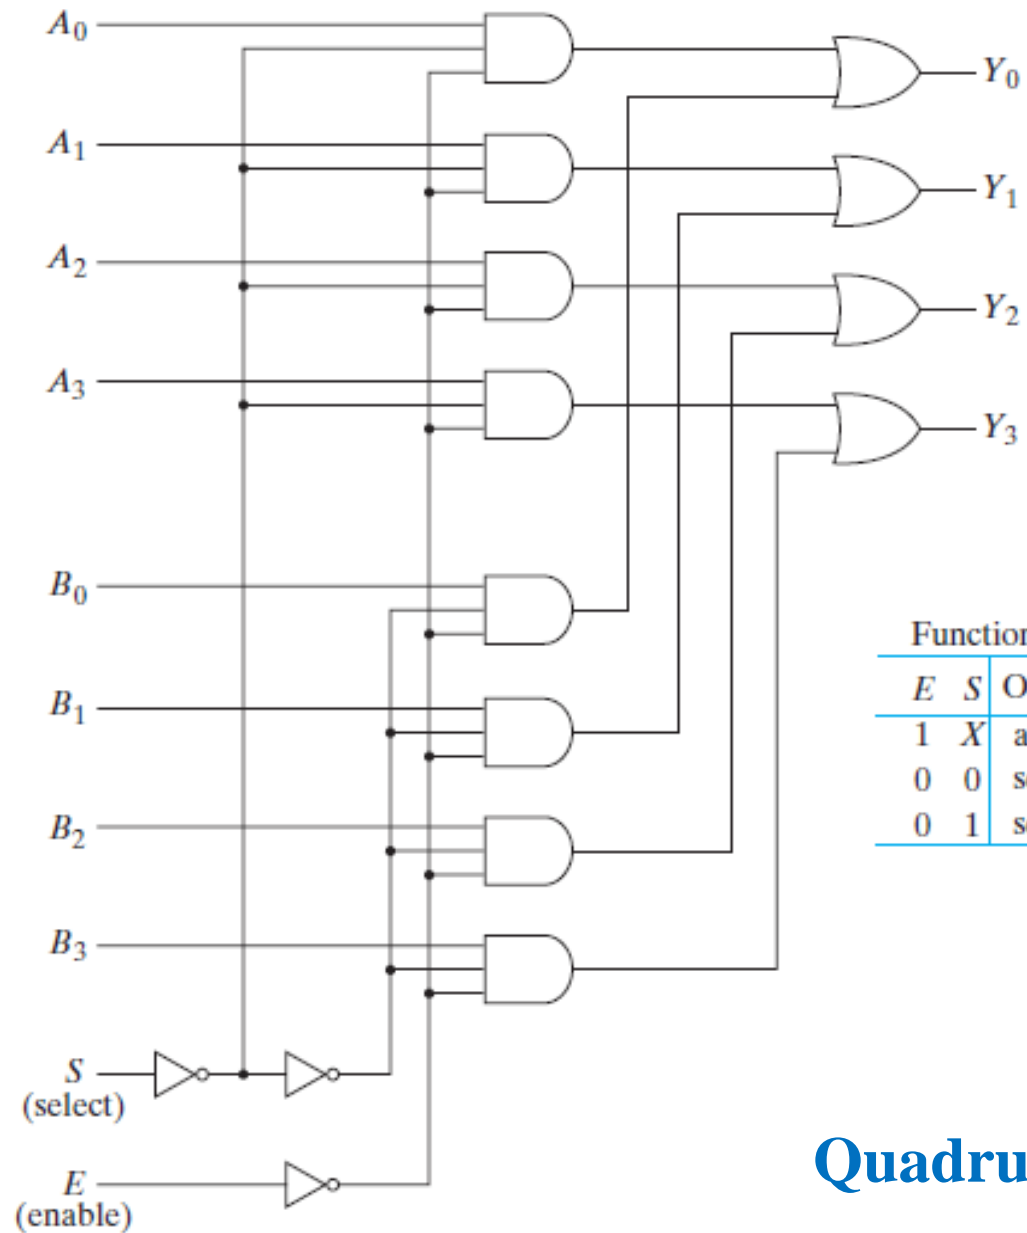 A₀
Y₀
A₁
Y₁
A₂
Y₂
A₃
Y₃
B₀
B₁
B₂
B₃
S
(select)
E
(enable)
E S
1 X
0 0
0 1